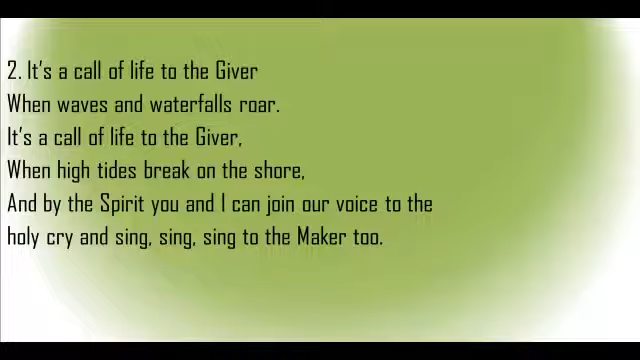 2. It's a call of life to the Giver
When waves and waterfalls roar.
It's a call of life to the Giver,
When high tides break on the shore,
And by the Spirit you and I can join our voice to the
holy cry and sing, sing, sing to the Maker too.